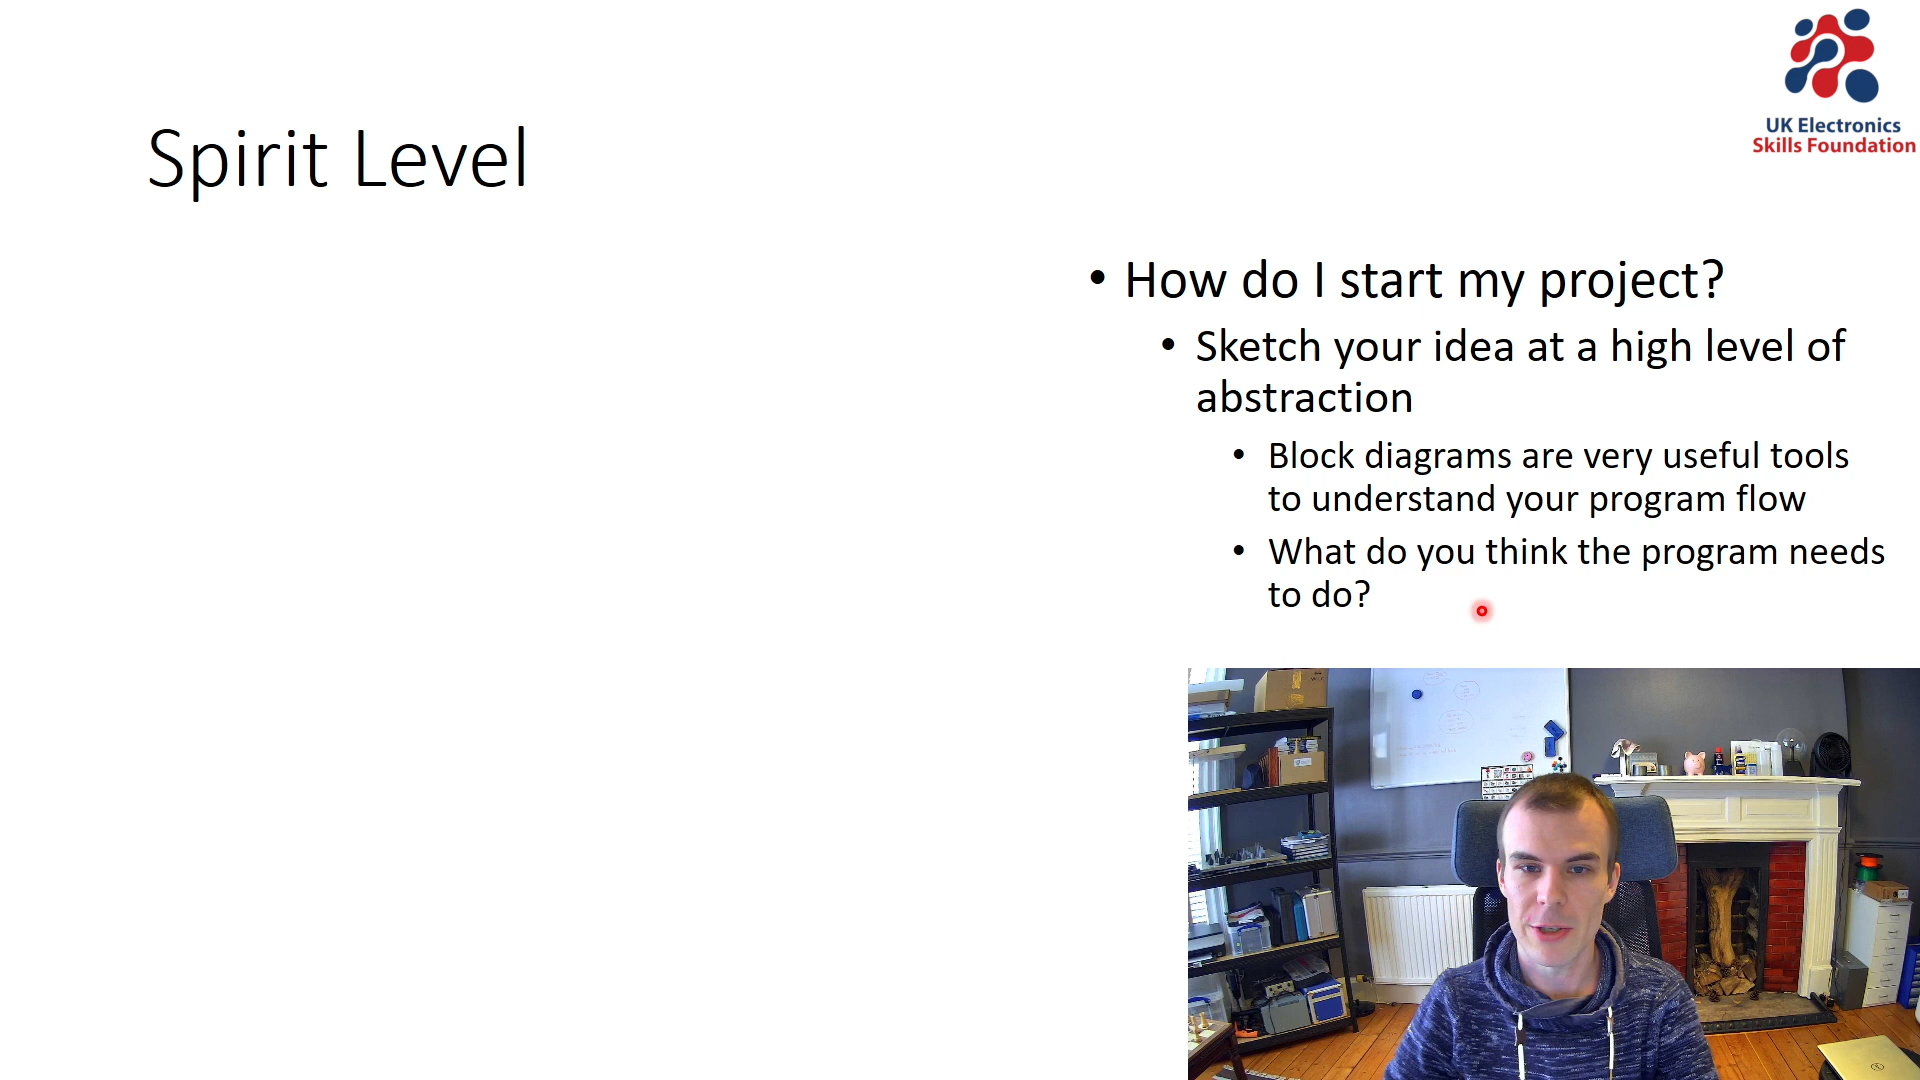 UK Electronics
Skills Foundation
Spirit Level
• How do I start my project?
• Sketch your idea at a high level of
abstraction
• Block diagrams are very useful tools
to understand your program flow
• What do you think the program needs
to do?